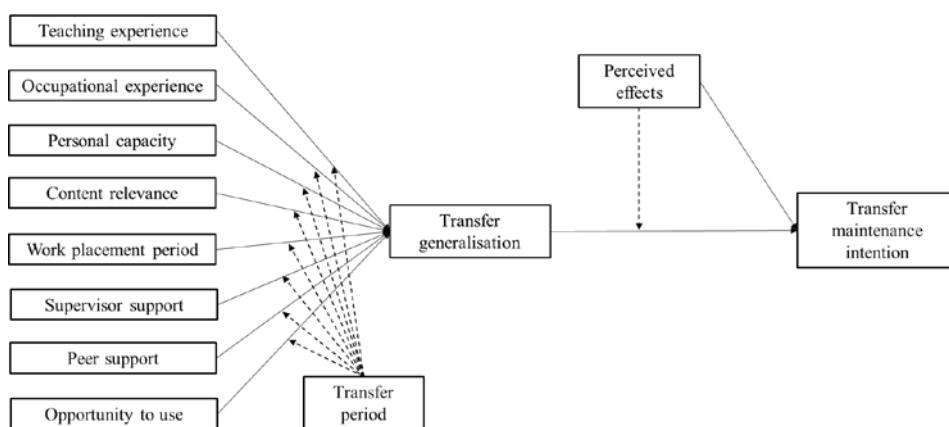 Teaching experience
Occupational experience
Personal capacity
Content relevance
Work placement period
Supervisor support
Peer support
Opportunity to use
Transfer
period
Transfer
generalisation
Perceived
effects
Transfer
maintenance
intention